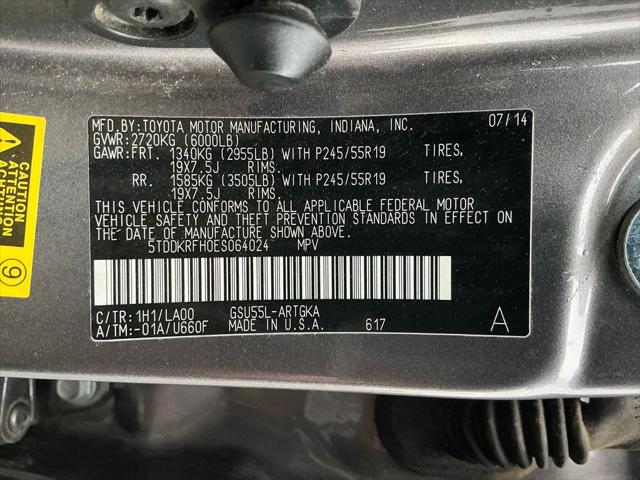 MFD. BY: TOYOTA MOTOR MANUFACTURING, INDIANA, INC. 07/14
GVWR: 2720KG (6000LB)
GAWR: FRT. 1340KG (2955LB) WITH P245/55R19 TIRES,
19X7.5J RIMS.
RR. 1585KG (3505LB) WITH P245/55R19 TIRES,
19X7.5J RIMS.
THIS VEHICLE CONFORMS TO ALL APPLICABLE FEDERAL MOTOR
VEHICLE SAFETY AND THEFT PREVENTION STANDARDS IN EFFECT
ON THE DATE OF MANUFACTURE SHOWN ABOVE.
5TDDKRFH0ES064024 MPV
C/TR: 1H1/LA00 GSU55L-ARTGKA
A/TM: -01A/U660F MADE IN U.S.A. 617 A
CAUTION
ATTENTION
9